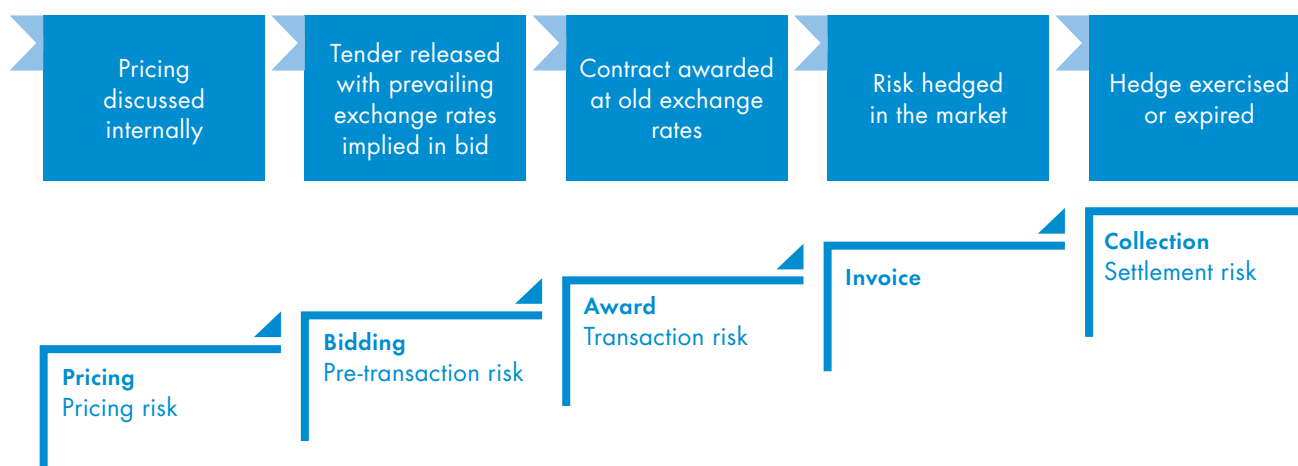 Pricing
discussed
internally
Tender released
with prevailing
exchange rates
implied in bid
Contract awarded
at old exchange
rates
Risk hedged
in the market
Hedge exercised
or expired
Pricing
Pricing risk
Bidding
Pre-transaction risk
Award
Transaction risk
Invoice
Collection
Settlement risk